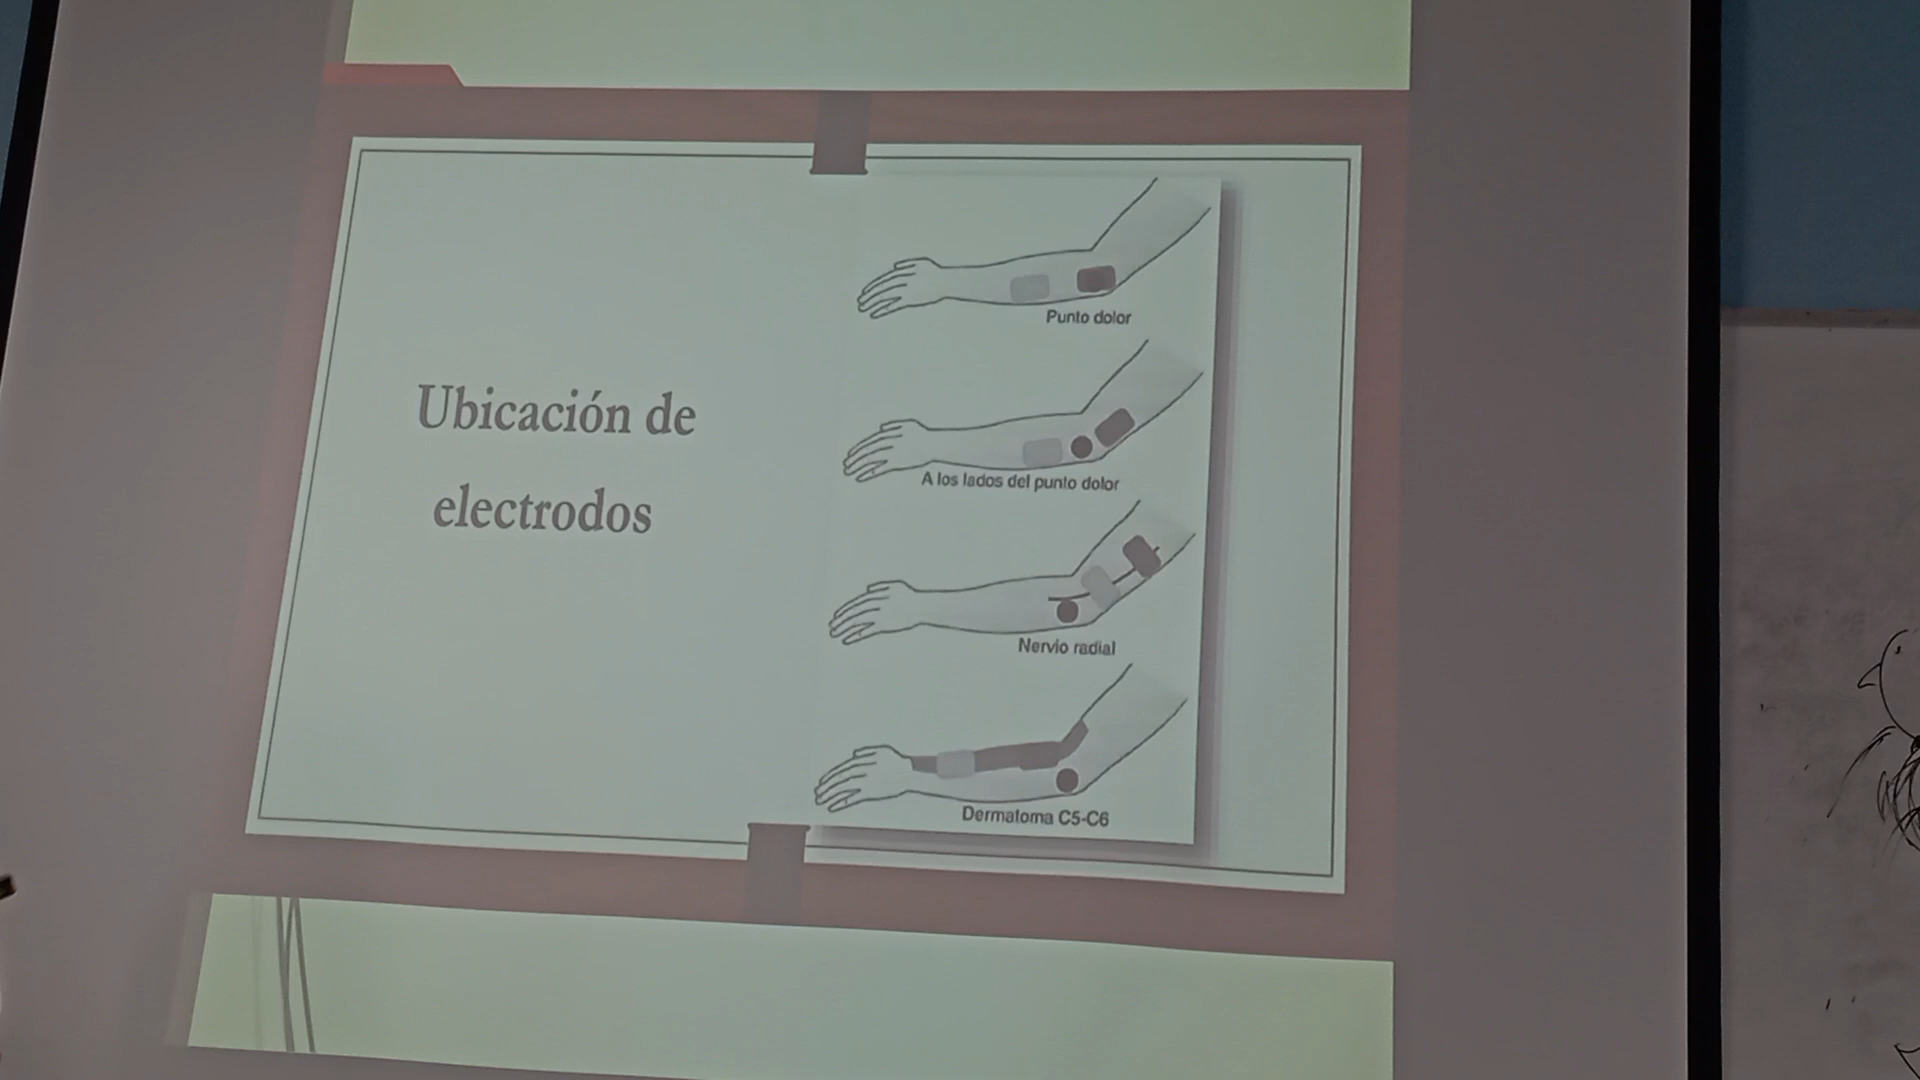 Ubicación de
electrodos
Punto dolor
A los lados del punto dolor
Nervio radial
Dermatoma C5-C6